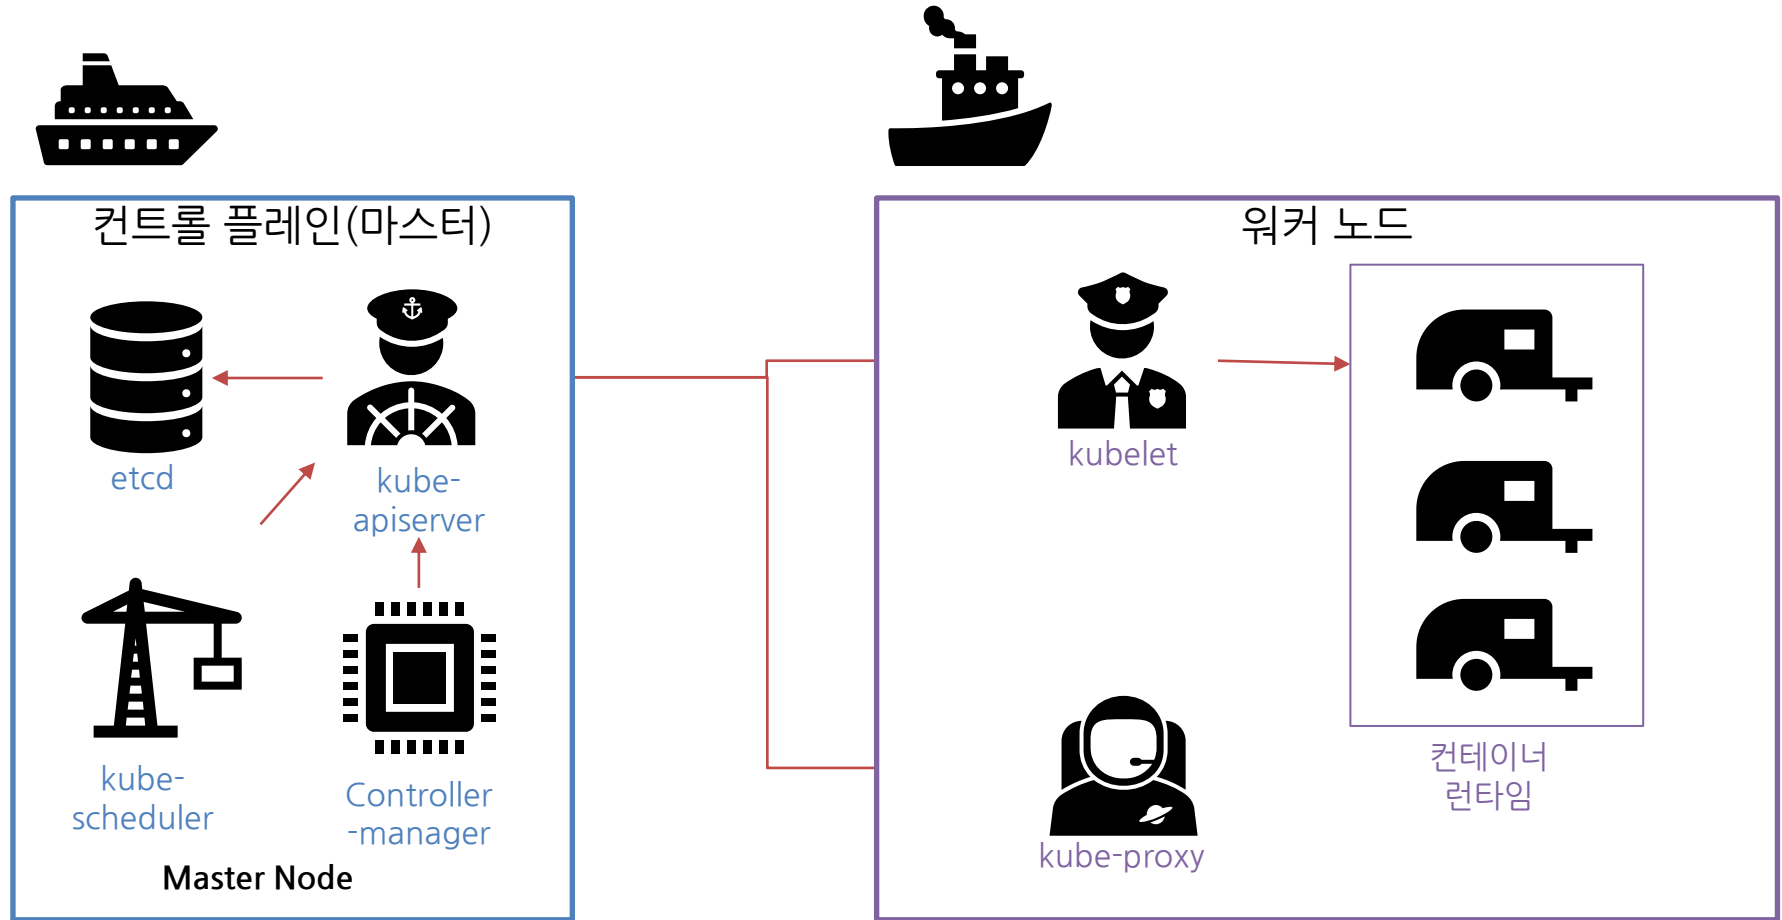 컨트롤 플레인(마스터)
etcd
kube-
apiserver
kube-
scheduler
Controller
-manager
Master Node
워커 노드
kubelet
kube-proxy
컨테이너
런타임